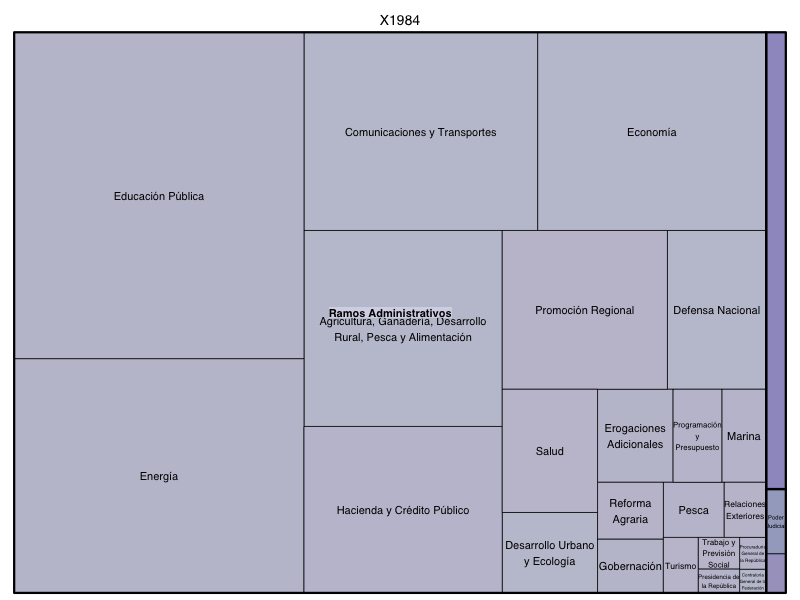 X1984
Educación Pública
Comunicaciones y Transportes
Economía
Ramos Administrativos
Agricultura, Ganadería, Desarrollo
Rural, Pesca y Alimentación
Promoción Regional
Defensa Nacional
Energía
Hacienda y Crédito Público
Salud
Erogaciones
Adicionales
Programación
y
Presupuesto
Marina
Desarrollo Urbano
y Ecología
Reforma
Agraria
Pesca
Relaciones
Exteriores
Poder
Judicial
Gobernación
Turismo
Trabajo y
Previsión
Social
Procuraduría
General de
la República
Presidencia de
la República
Contraloría
General de la
Federación